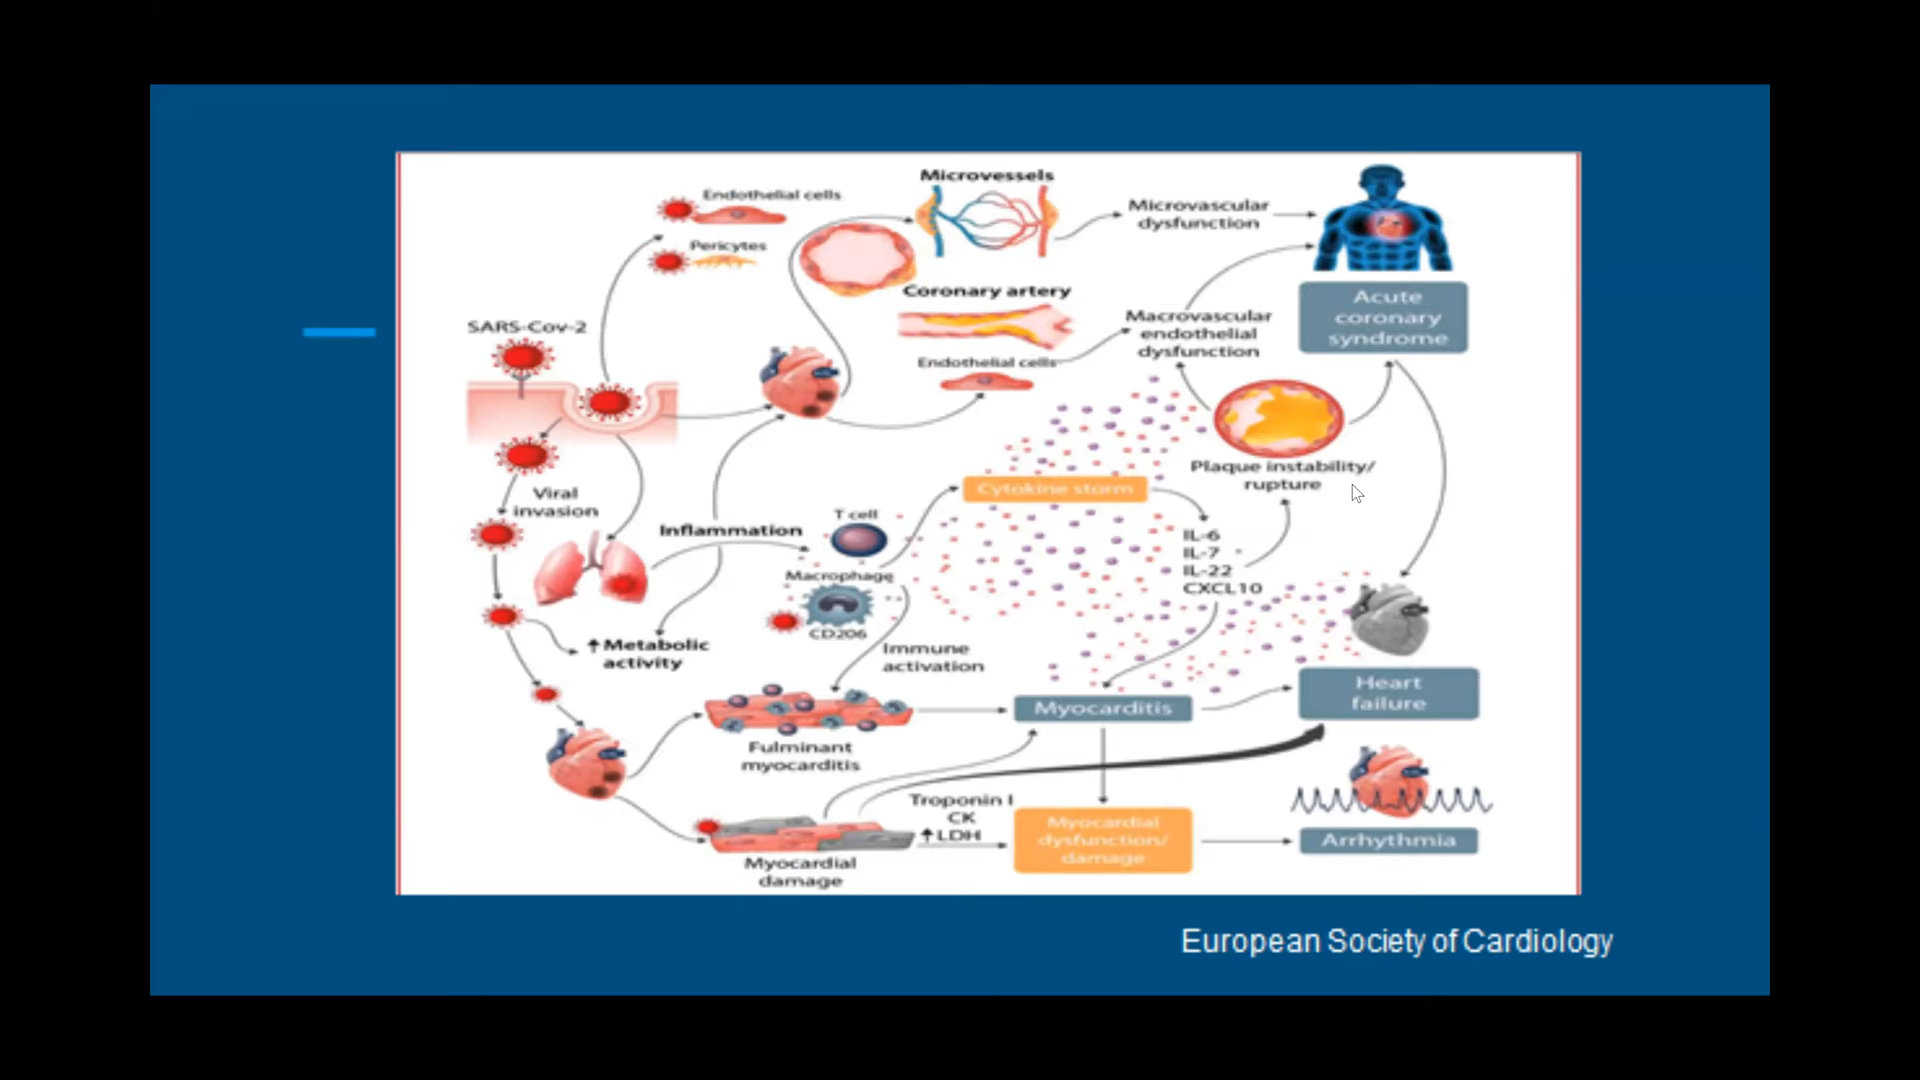 Microvessels
Endothelial cells
Microvascular
dysfunction
Pericytes
Coronary artery
Acute
coronary
syndrome
SARS-Cov-2
Macrovascular
endothelial
dysfunction
Endothelial cells
Plaque instability/
rupture
Cytokine storm
Viral
invasion
T cell
Inflammation
IL-6
IL-7
IL-22
CXCL10
Macrophage
CD206
↑Metabolic
activity
Immune
activation
Heart
failure
Myocarditis
Fulminant
myocarditis
Troponin I
CK
↑LDH
Myocardial
dysfunction/
damage
Arrhythmia
Myocardial
damage
European Society of Cardiology